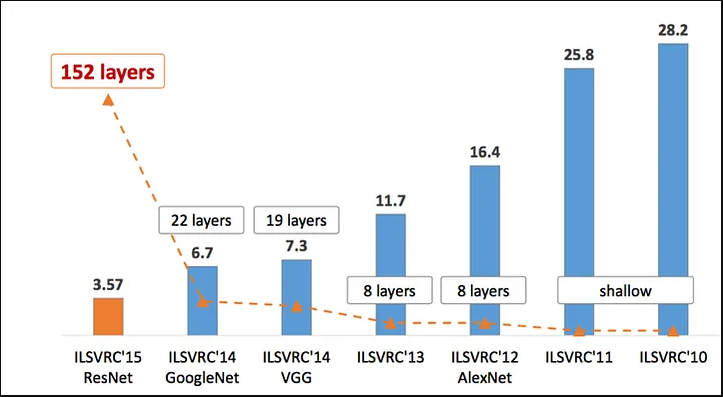 28.2
25.8
152 layers
16.4
11.7
22 layers
19 layers
6.7
7.3
3.57
8 layers
8 layers
shallow
ILSVRC'15
ResNet
ILSVRC'14
GoogleNet
ILSVRC'14
VGG
ILSVRC'13
ILSVRC'12
AlexNet
ILSVRC'11
ILSVRC'10